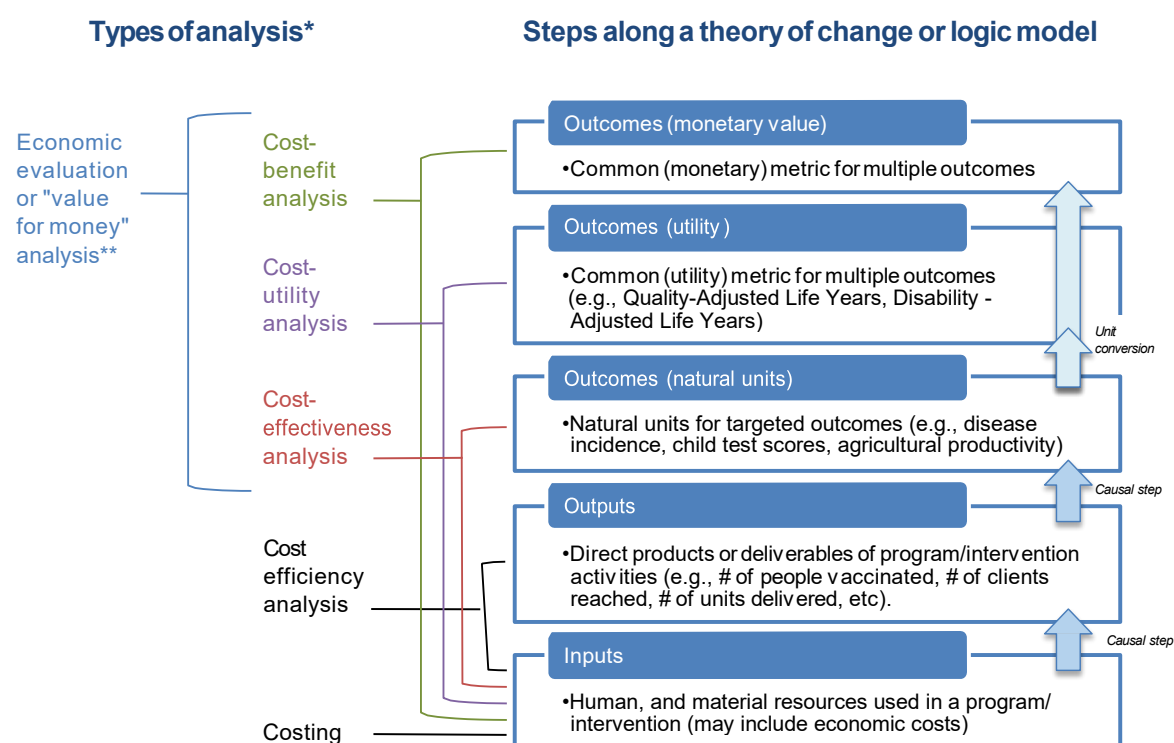 Types of analysis*
Steps along a theory of change or logic model
Economic
evaluation
or "value
for money"
analysis**
Cost-
benefit
analysis
Cost-
utility
analysis
Cost-
effectiveness
analysis
Cost
efficiency
analysis
Costing
Outcomes (monetary value)
•Common (monetary) metric for multiple outcomes
Outcomes (utility)
•Common (utility) metric for multiple outcomes
(e.g., Quality-Adjusted Life Years, Disability -
Adjusted Life Years)
Unit
conversion
Outcomes (natural units)
•Natural units for targeted outcomes (e.g., disease
incidence, child test scores, agricultural productivity)
Causal step
Outputs
•Direct products or deliverables of program/intervention
activities (e.g., # of people vaccinated, # of clients
reached, # of units delivered, etc).
Causal step
Inputs
•Human, and material resources used in a program/
intervention (may include economic costs)